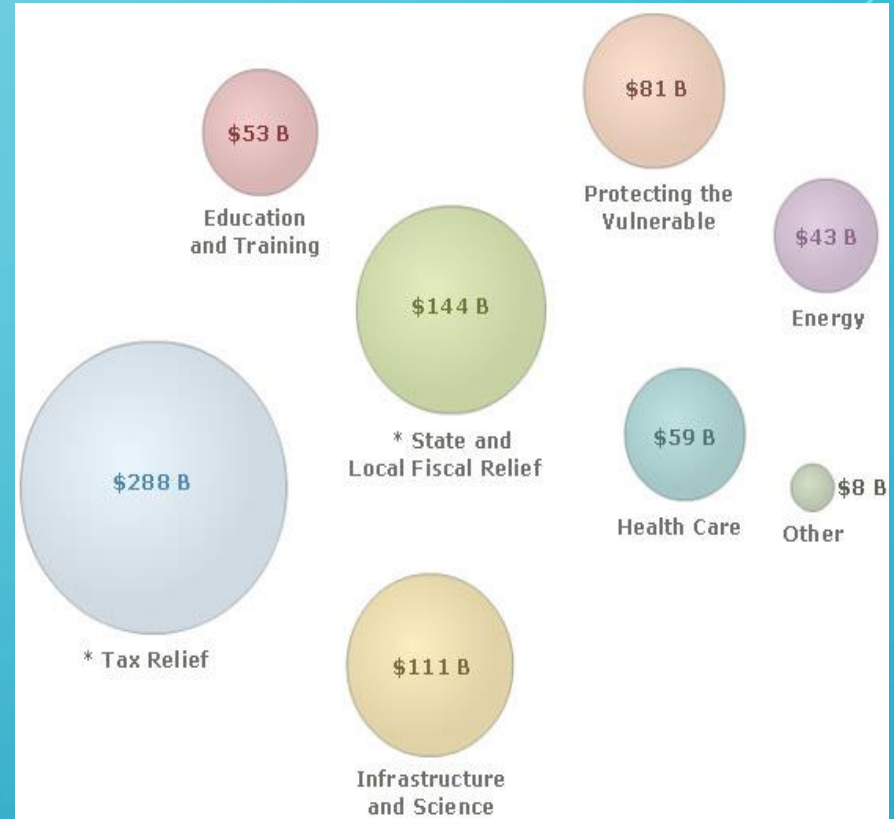 $53 B
Education
and Training
$81 B
Protecting the
Vulnerable
$43 B
Energy
$144 B
* State and
Local Fiscal Relief
$288 B
* Tax Relief
$59 B
Health Care
$8 B
Other
$111 B
Infrastructure
and Science